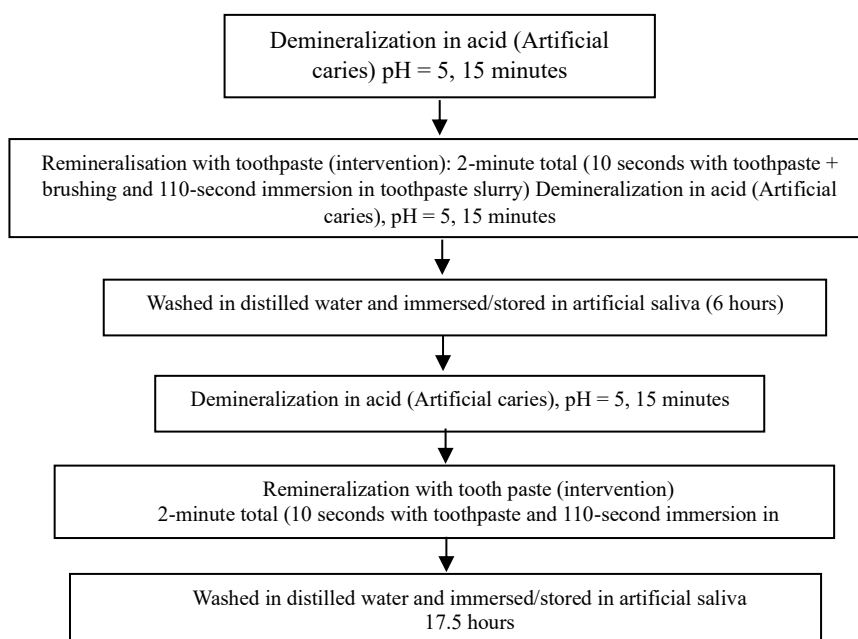 Demineralization in acid (Artificial
caries) pH = 5, 15 minutes
Remineralisation with toothpaste (intervention): 2-minute total (10 seconds with toothpaste +
brushing and 110-second immersion in toothpaste slurry) Demineralization in acid (Artificial
caries), pH = 5, 15 minutes
Washed in distilled water and immersed/stored in artificial saliva (6 hours)
Demineralization in acid (Artificial caries), pH = 5, 15 minutes
Remineralization with tooth paste (intervention)
2-minute total (10 seconds with toothpaste and 110-second immersion in
Washed in distilled water and immersed/stored in artificial saliva
17.5 hours